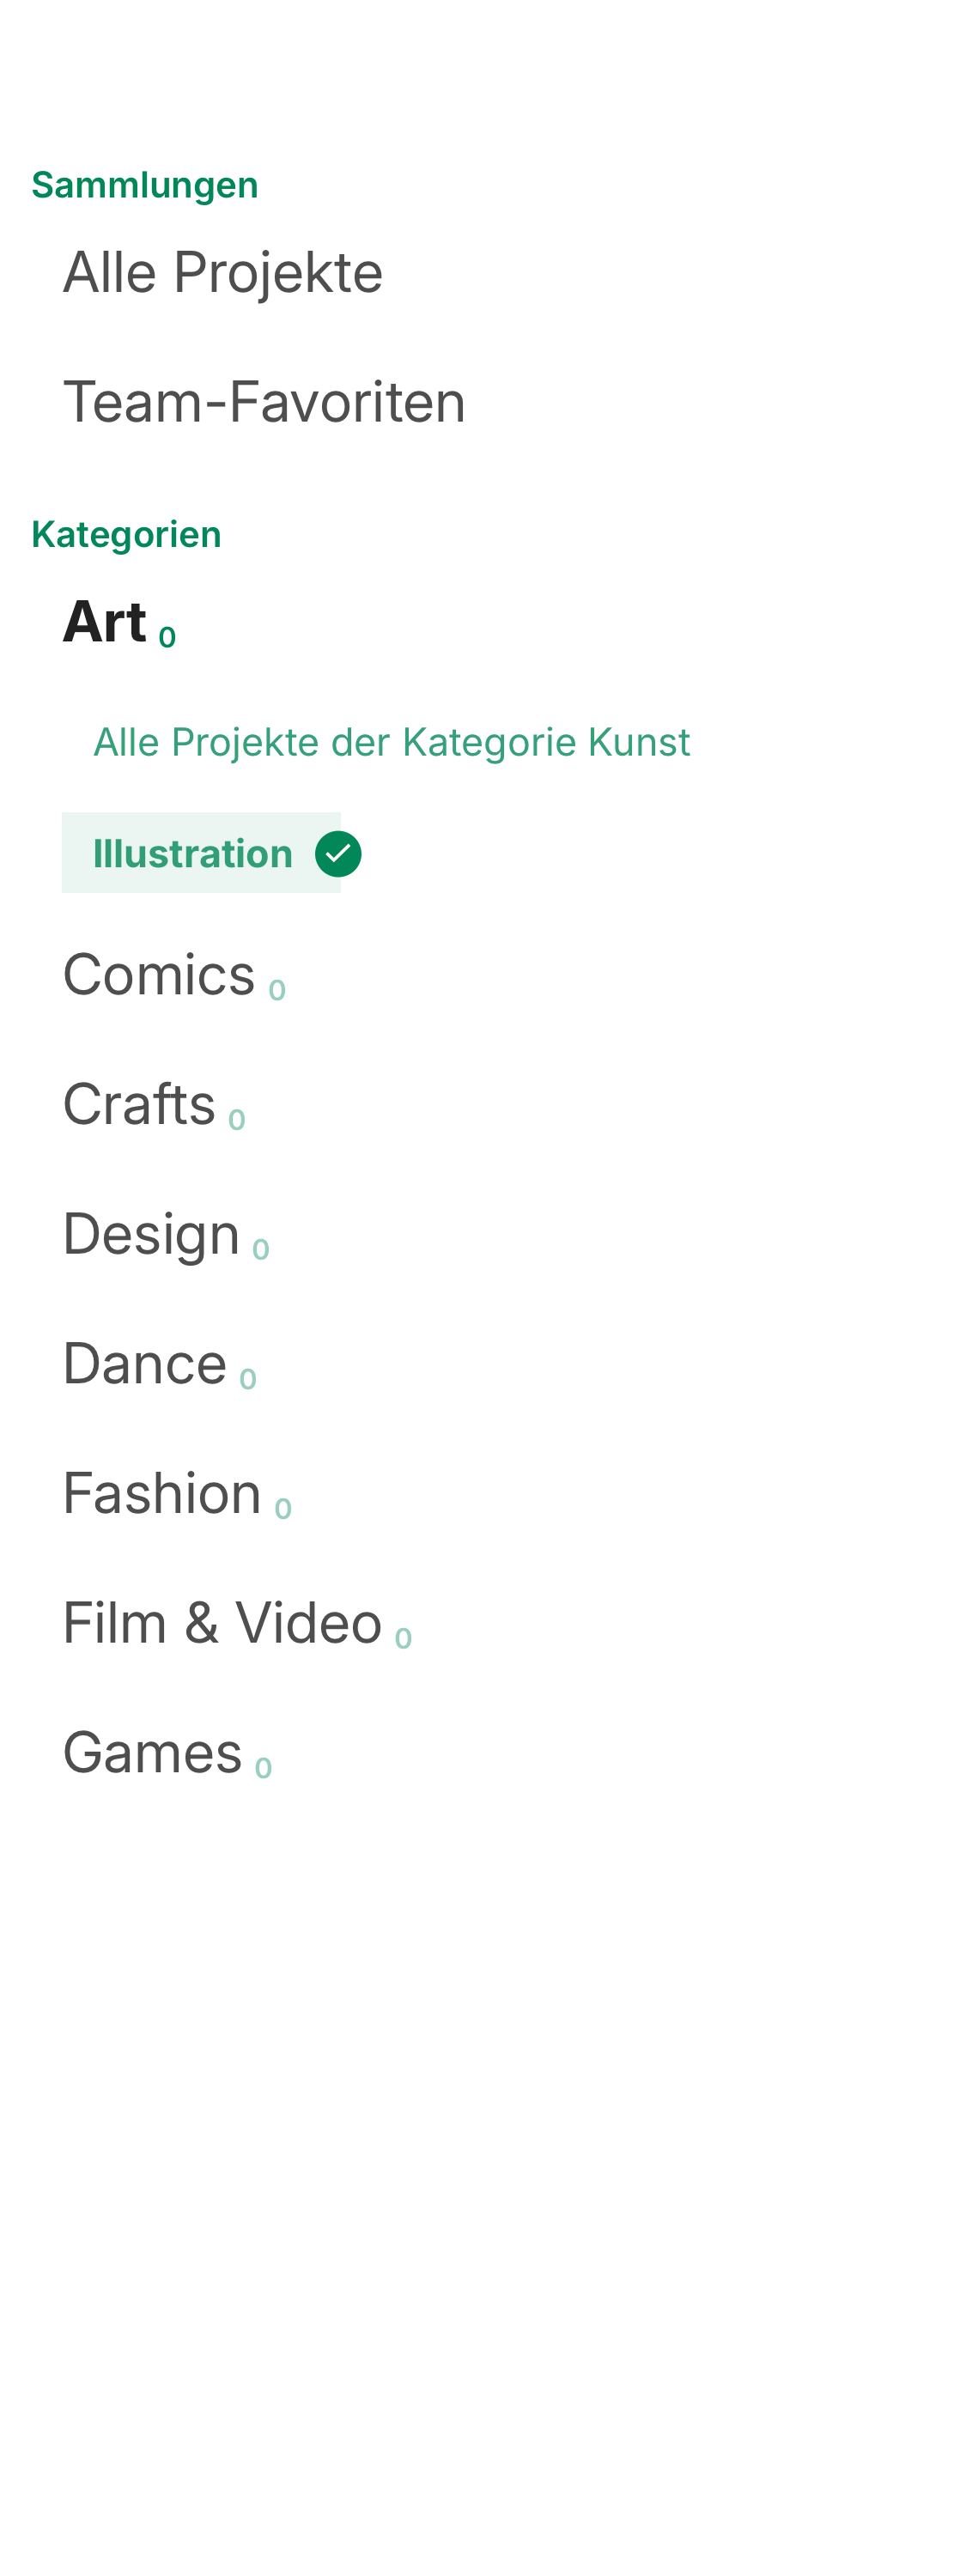 Sammlungen
Alle Projekte
Team-Favoriten
Kategorien
Art 0
Alle Projekte der Kategorie Kunst
Illustration
Comics 0
Crafts 0
Design 0
Dance 0
Fashion 0
Film & Video 0
Games 0